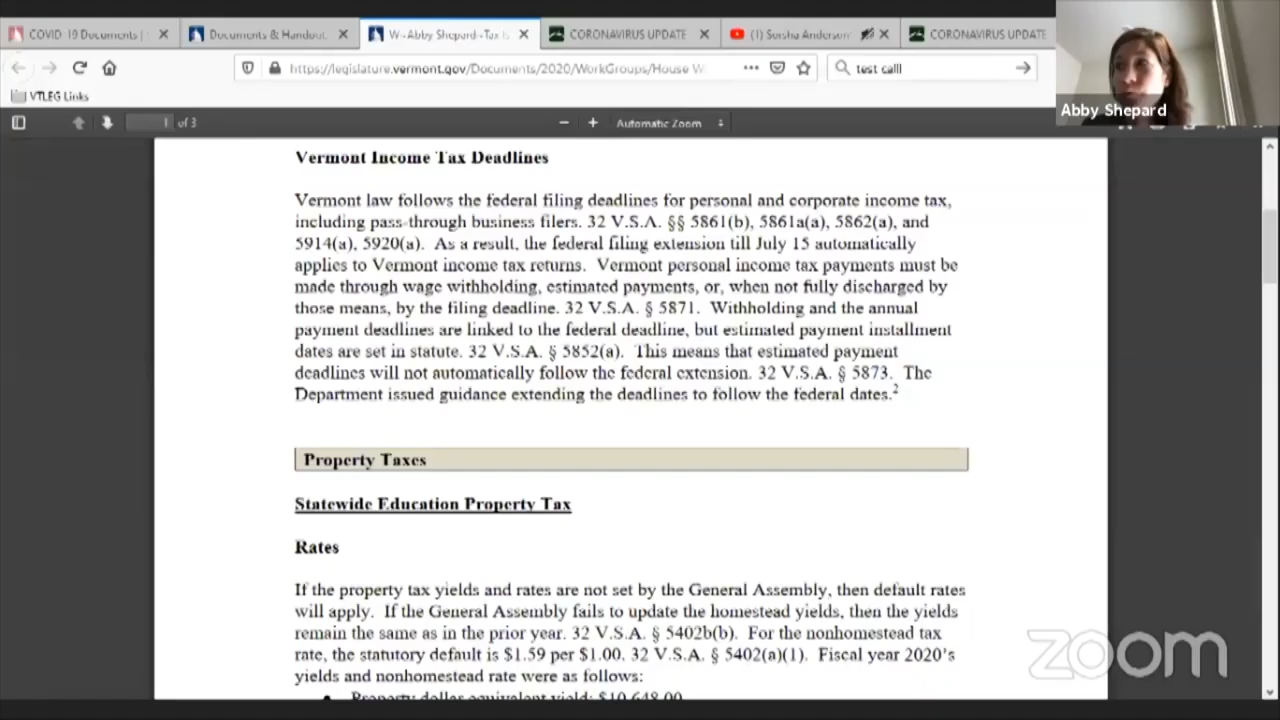 COVID-19 Documents |
Documents & Handout
W - Abby Shepard - Tax Is
CORONAVIRUS UPDATE
(1) Sorsha Anderson
CORONAVIRUS UPDATE
https://legislature.vermont.gov/Documents/2020/WorkGroups/House W
test calll
VTLEG Links
Abby Shepard
1 of 3
Automatic Zoom
Vermont Income Tax Deadlines
Vermont law follows the federal filing deadlines for personal and corporate income tax,
including pass-through business filers. 32 V.S.A. §§ 5861(b), 5861a(a), 5862(a), and
5914(a), 5920(a). As a result, the federal filing extension till July 15 automatically
applies to Vermont income tax returns. Vermont personal income tax payments must be
made through wage withholding, estimated payments, or, when not fully discharged by
those means, by the filing deadline. 32 V.S.A. § 5871. Withholding and the annual
payment deadlines are linked to the federal deadline, but estimated payment installment
dates are set in statute. 32 V.S.A. § 5852(a). This means that estimated payment
deadlines will not automatically follow the federal extension. 32 V.S.A. § 5873. The
Department issued guidance extending the deadlines to follow the federal dates.2
Property Taxes
Statewide Education Property Tax
Rates
If the property tax yields and rates are not set by the General Assembly, then default rates
will apply. If the General Assembly fails to update the homestead yields, then the yields
remain the same as in the prior year. 32 V.S.A. § 5402b(b). For the nonhomestead tax
rate, the statutory default is $1.59 per $1.00. 32 V.S.A. § 5402(a)(1). Fiscal year 2020's
yields and nonhomestead rate were as follows:
• Property dollar equivalent yield: $10,648.00
zoom